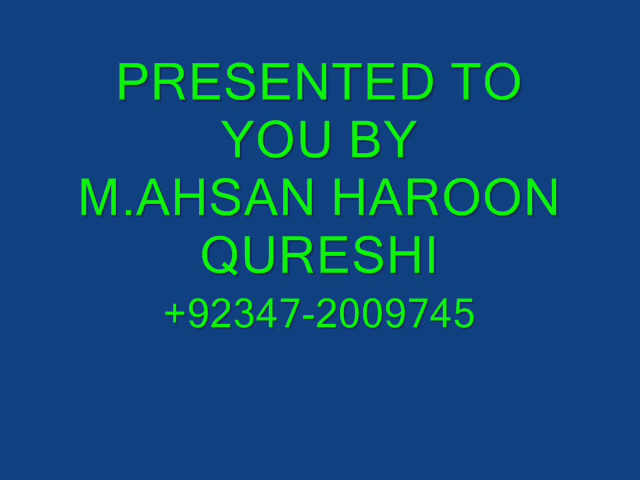 PRESENTED TO
YOU BY
M.AHSAN HAROON
QURESHI
+92347-2009745